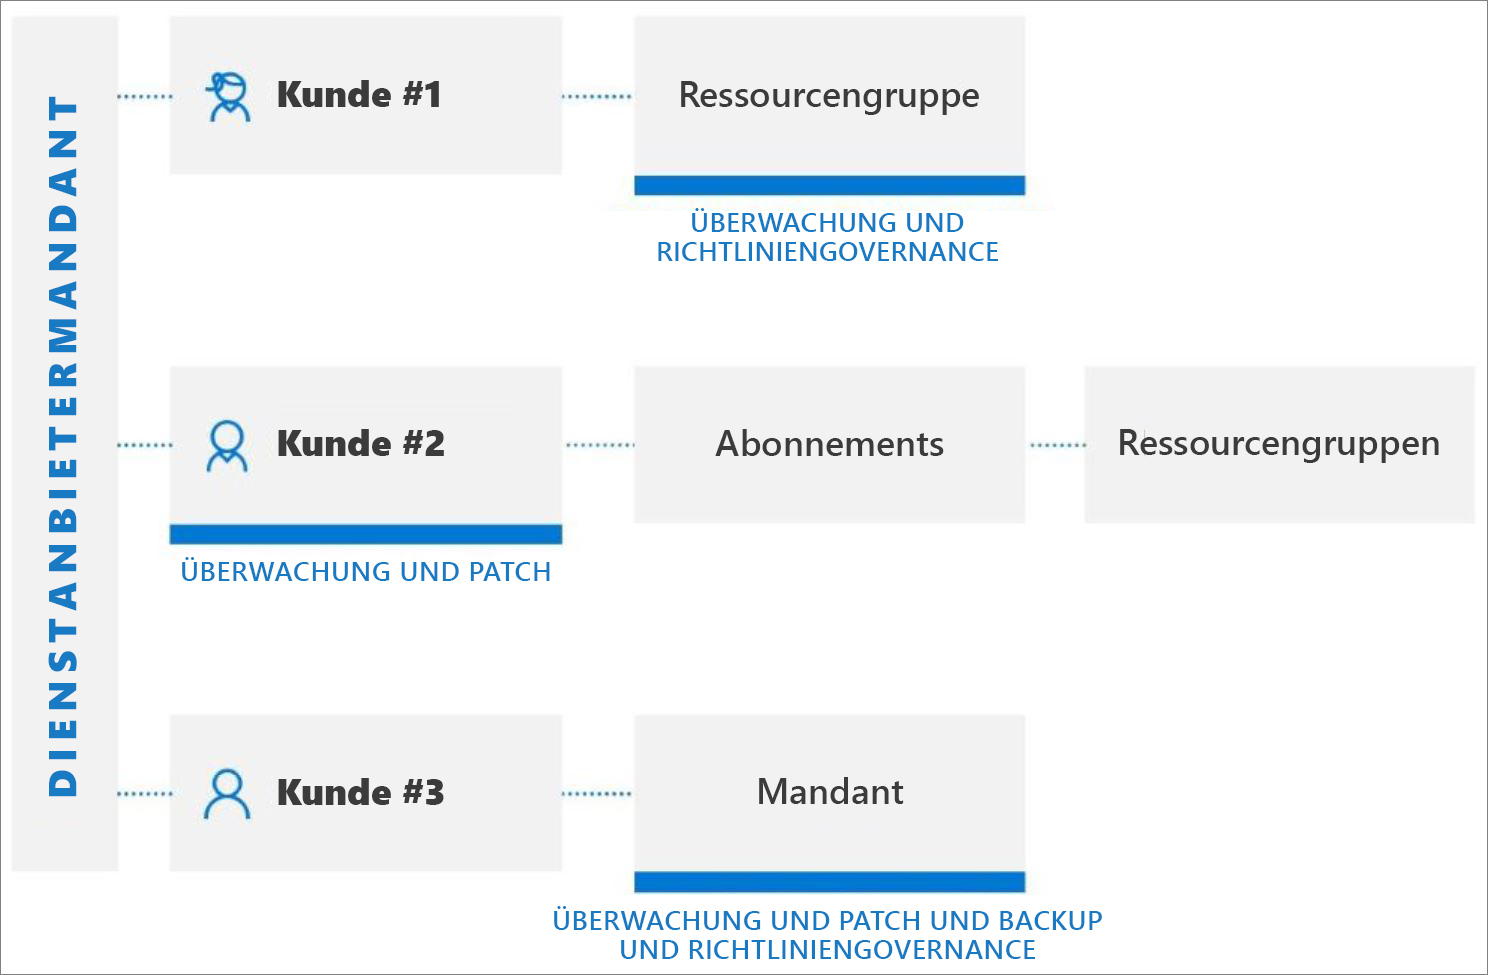 DIENSTANBIETERMANDANT
Kunde #1
Ressourcengruppe
ÜBERWACHUNG UND
RICHTLINIENGOVERNANCE
Kunde #2
Abonnements
Ressourcengruppen
ÜBERWACHUNG UND PATCH
Kunde #3
Mandant
ÜBERWACHUNG UND PATCH UND BACKUP
UND RICHTLINIENGOVERNANCE